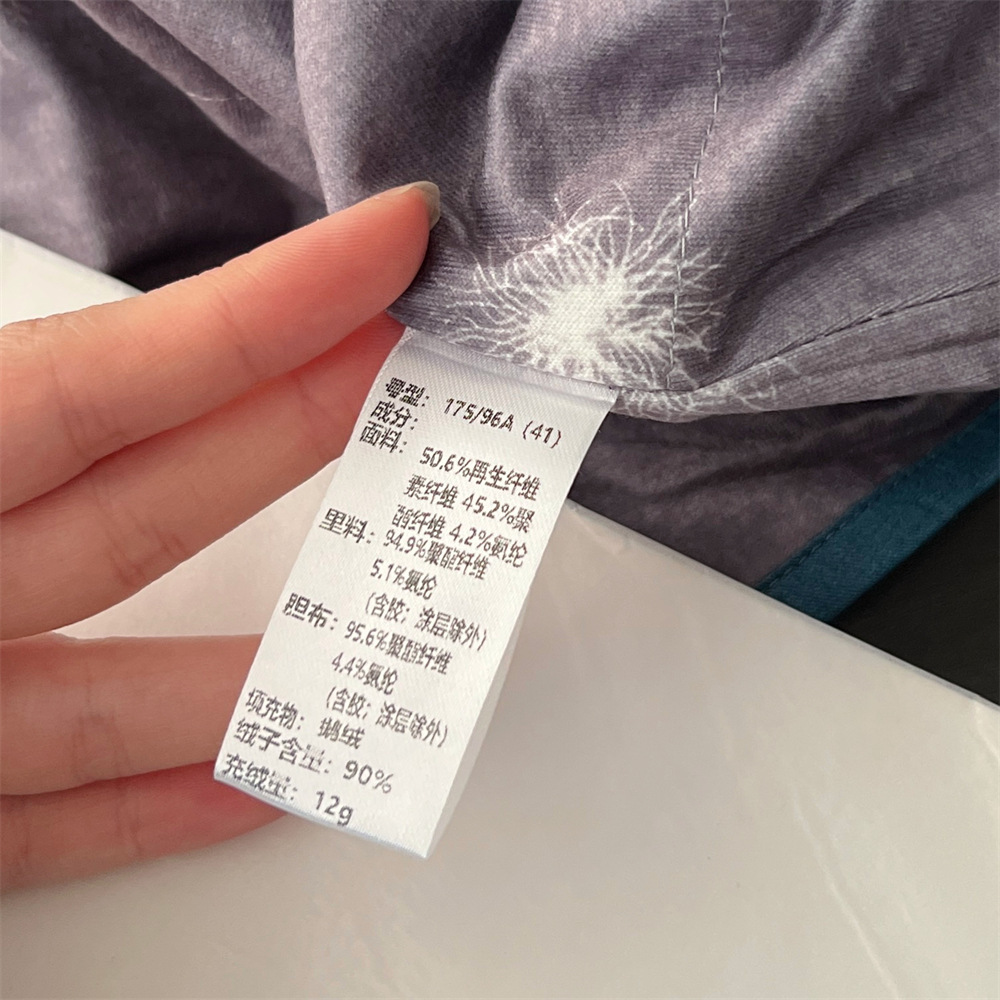 号型: 175/96A (41)
成分:
面料: 50.6%再生纤维
素纤维 45.2%聚
酯纤维 4.2%氨纶
里料: 94.9%聚酯纤维
5.1%氨纶
(含胶; 涂层除外)
胆布: 95.6%聚酯纤维
4.4%氨纶
(含胶; 涂层除外)
填充物: 鹅绒
绒子含量: 90%
充绒量: 12g